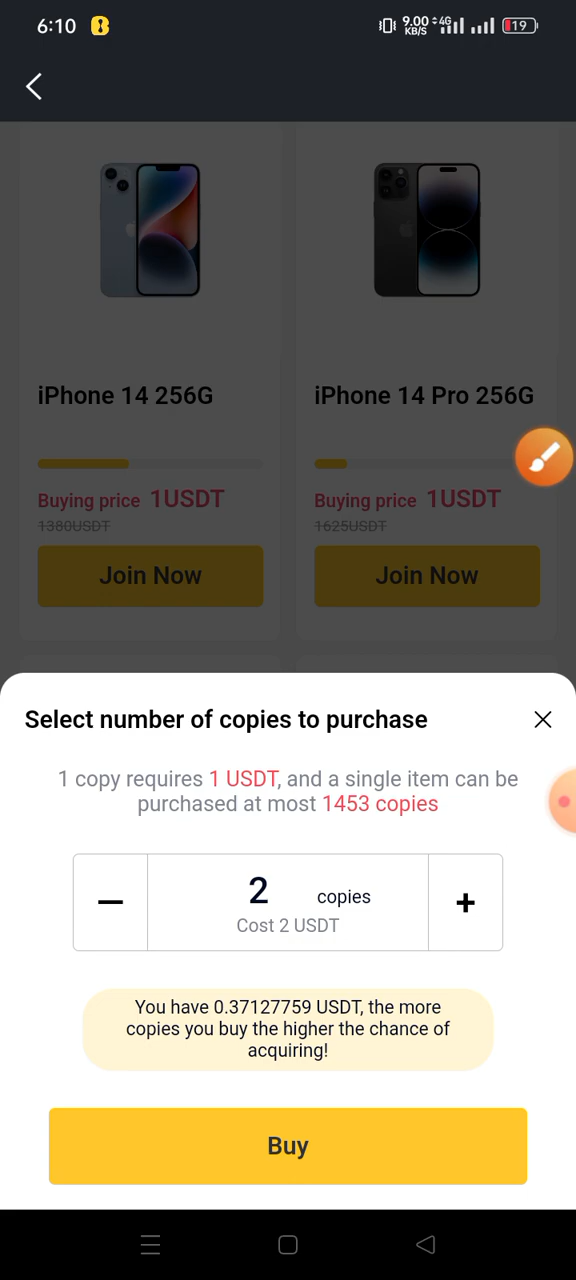 6:10
9.00 KB/S 4G 19
iPhone 14 256G
iPhone 14 Pro 256G
Buying price 1USDT
Buying price 1USDT
1380USDT
1625USDT
Join Now
Join Now
Select number of copies to purchase
1 copy requires 1 USDT, and a single item can be
purchased at most 1453 copies
2 copies
Cost 2 USDT
You have 0.37127759 USDT, the more
copies you buy the higher the chance of
acquiring!
Buy